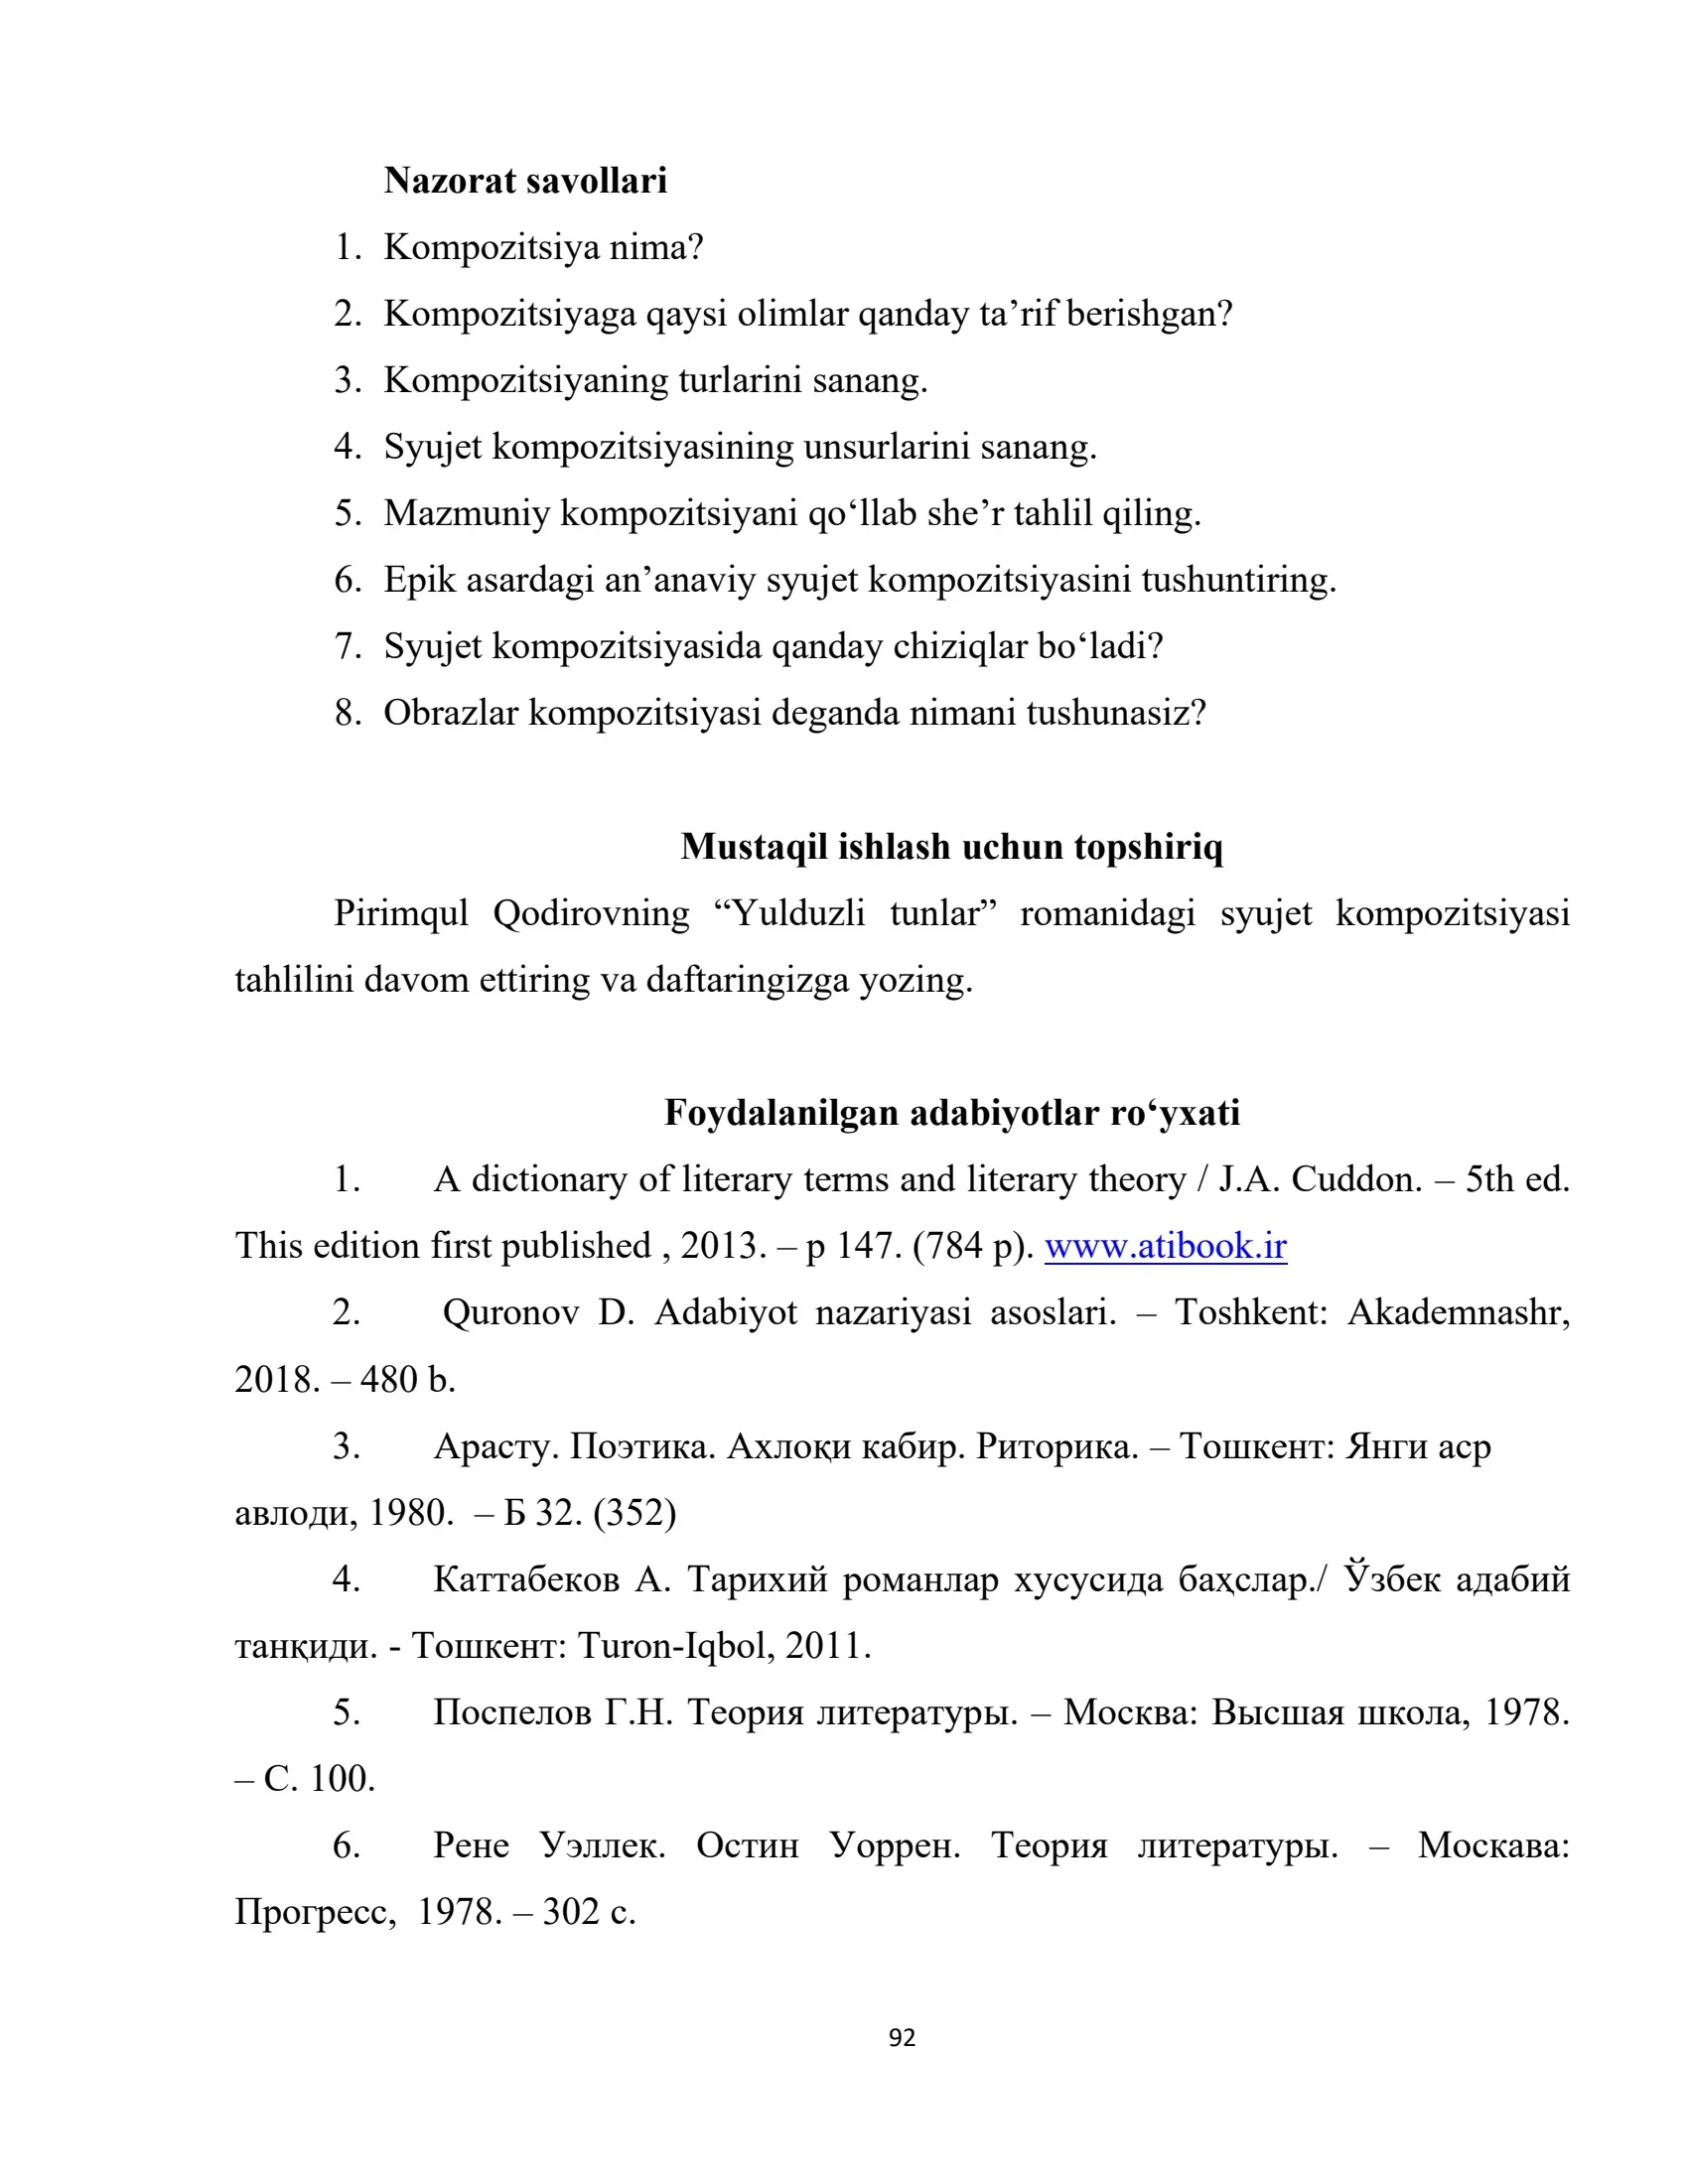 Nazorat savollari
1. Kompozitsiya nima?
2. Kompozitsiyaga qaysi olimlar qanday ta’rif berishgan?
3. Kompozitsiyaning turlarini sanang.
4. Syujet kompozitsiyasining unsurlarini sanang.
5. Mazmuniy kompozitsiyani qo‘llab she’r tahlil qiling.
6. Epik asardagi an’anaviy syujet kompozitsiyasini tushuntiring.
7. Syujet kompozitsiyasida qanday chiziqlar bo‘ladi?
8. Obrazlar kompozitsiyasi deganda nimani tushunasiz?
Mustaqil ishlash uchun topshiriq
Pirimqul Qodirovning “Yulduzli tunlar” romanidagi syujet kompozitsiyasi
tahlilini davom ettiring va daftaringizga yozing.
Foydalanilgan adabiyotlar ro‘yxati
1. A dictionary of literary terms and literary theory / J.A. Cuddon. – 5th ed.
This edition first published , 2013. – p 147. (784 p). www.atibook.ir
2. Quronov D. Adabiyot nazariyasi asoslari. – Toshkent: Akademnashr,
2018. – 480 b.
3. Арасту. Поэтика. Ахлоқи кабир. Риторика. – Тошкент: Янги аср
авлоди, 1980. – Б 32. (352)
4. Каттабеков А. Тарихий романлар хусусида баҳслар./ Ўзбек адабий
танқиди. - Тошкент: Turon-Iqbol, 2011.
5. Поспелов Г.Н. Теория литературы. – Москва: Высшая школа, 1978.
– С. 100.
6. Рене Уэллек. Остин Уоррен. Теория литературы. – Москава:
Прогресс, 1978. – 302 с.
92